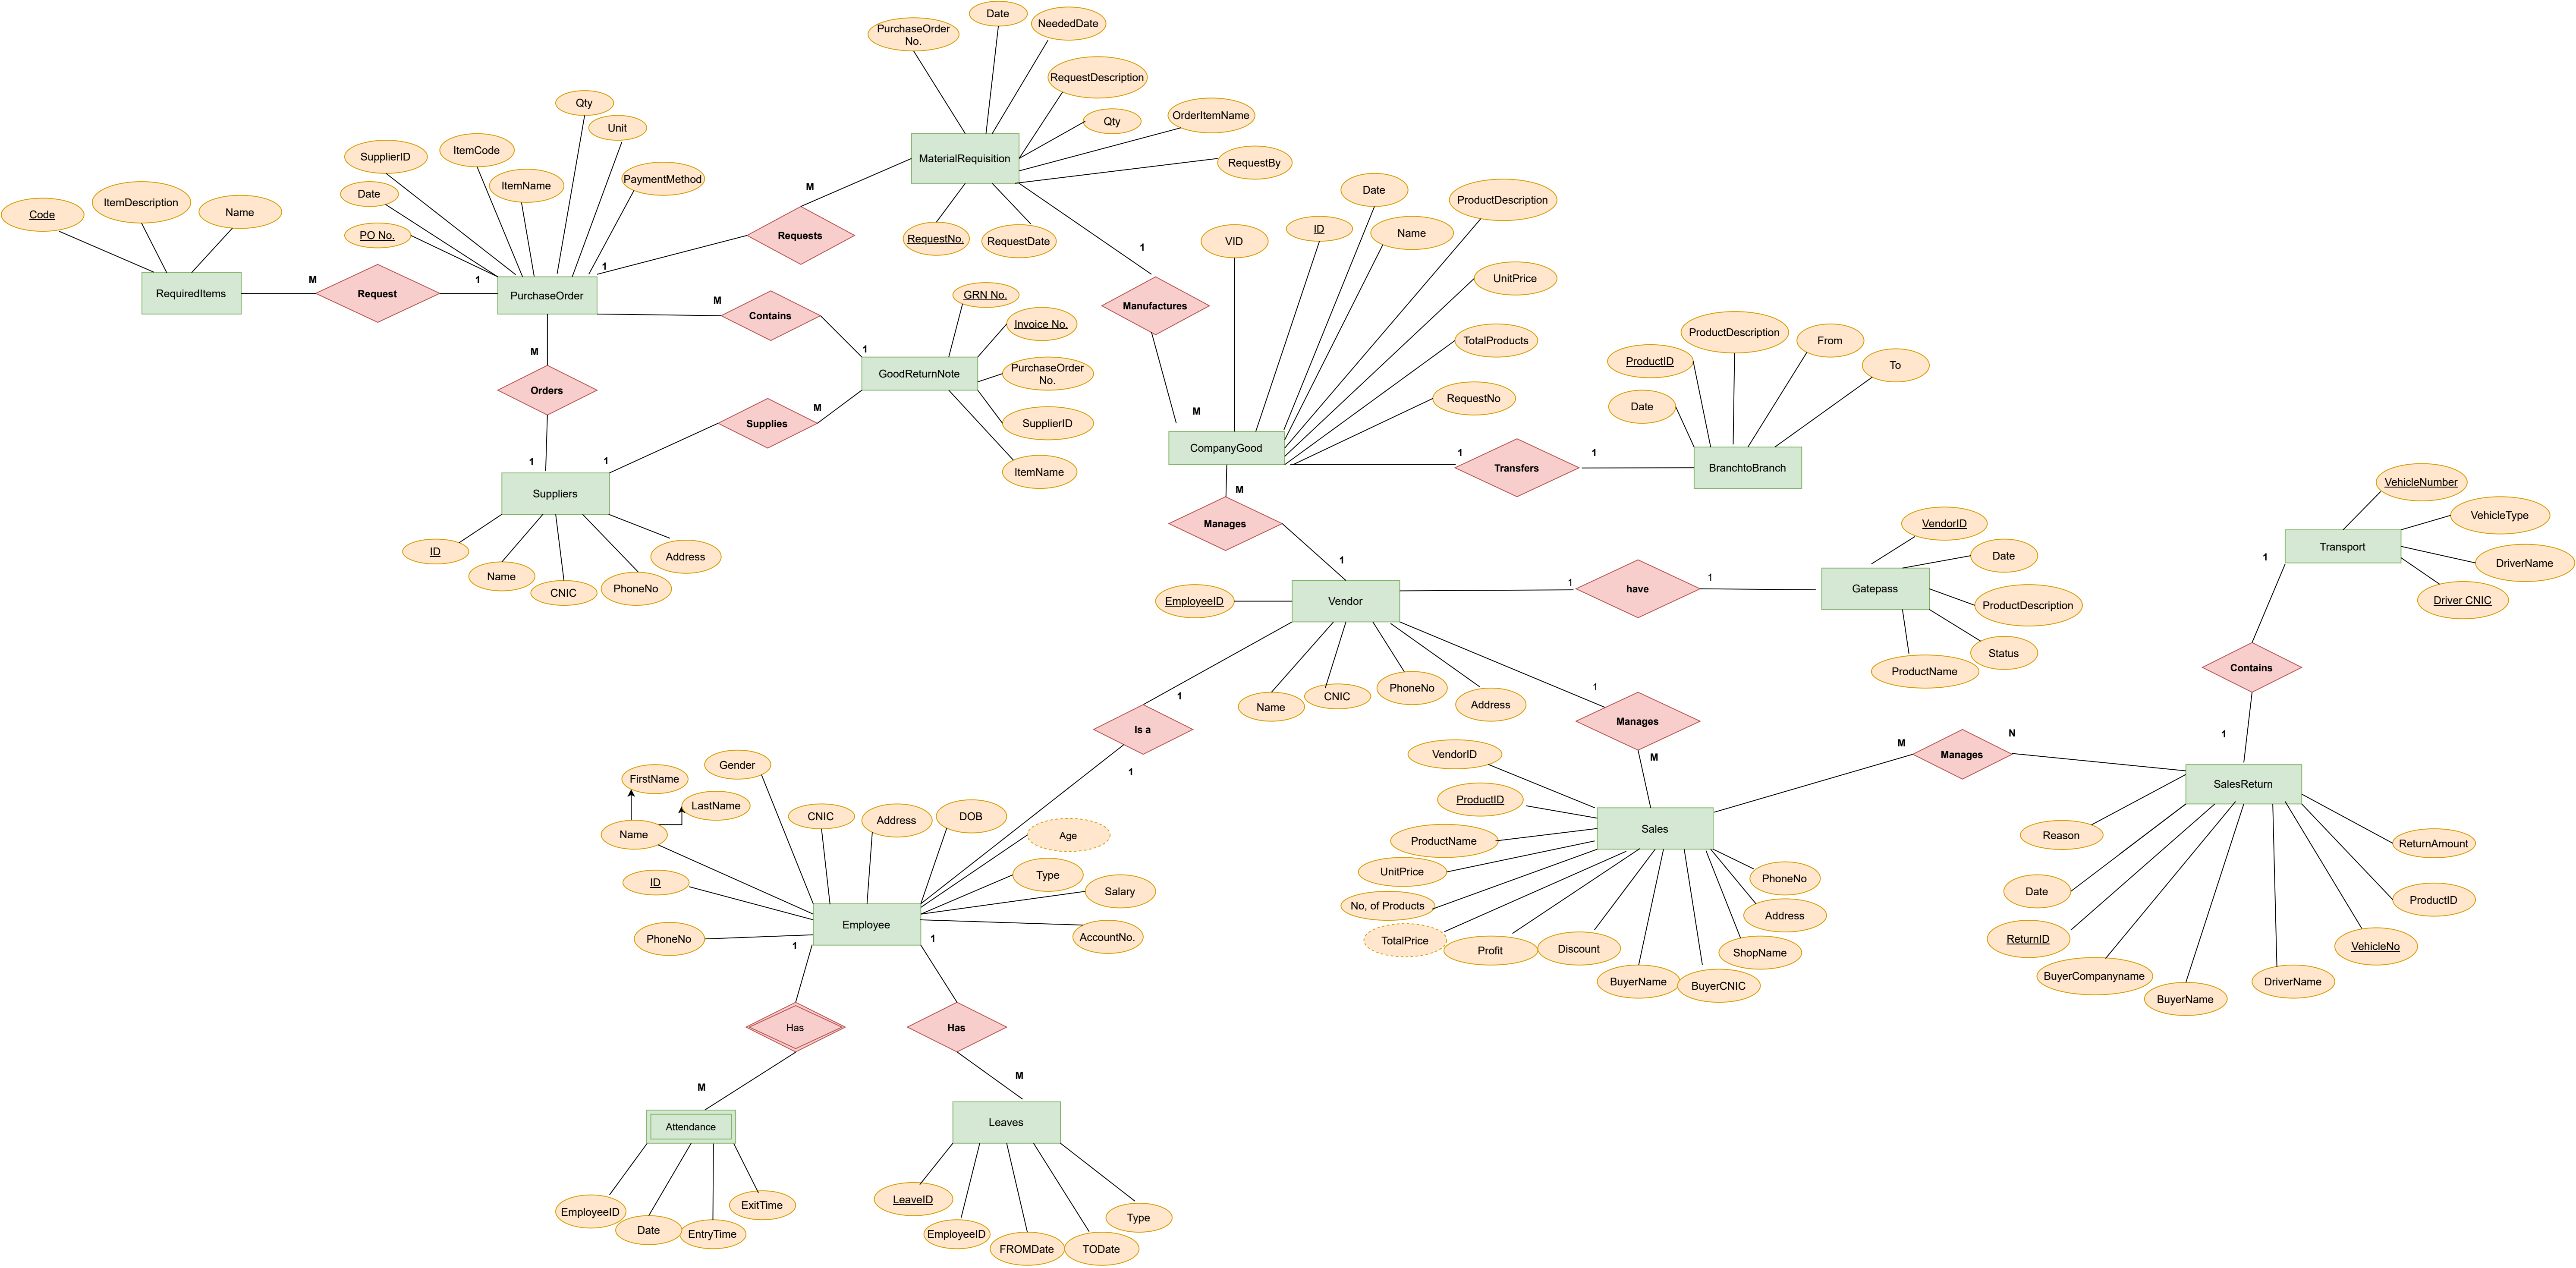 Date
NeededDate
PurchaseOrder
No.
RequestDescription
Qty
OrderItemName
Qty
Unit
ItemCode
SupplierID
MaterialRequisition
RequestBy
PaymentMethod
ItemName
Date
M
Date
ProductDescription
ItemDescription
Name
Code
PO No.
Requests
RequestNo.
RequestDate
VID
ID
Name
1
1
UnitPrice
M
1
RequiredItems
Request
PurchaseOrder
GRN No.
M
Contains
Manufactures
Invoice No.
ProductDescription
From
TotalProducts
M
1
ProductID
To
GoodReturnNote
PurchaseOrder
No.
Orders
RequestNo
Date
M
M
Supplies
SupplierID
CompanyGood
1
1
1
1
Transfers
BranchtoBranch
ItemName
VehicleNumber
M
Suppliers
VehicleType
Manages
VendorID
Transport
ID
Address
Date
1
1
DriverName
Name
CNIC
PhoneNo
EmployeeID
Vendor
1
have
1
Gatepass
Driver CNIC
ProductDescription
Status
Contains
ProductName
1
Name
CNIC
PhoneNo
Address
1
Is a
Manages
1
M
N
Manages
1
M
VendorID
Gender
FirstName
LastName
ProductID
SalesReturn
CNIC
Address
DOB
Name
Age
ProductName
Sales
Reason
ReturnAmount
UnitPrice
Type
ID
Salary
PhoneNo
Date
ProductID
No, of Products
Address
Employee
PhoneNo
1
1
AccountNo.
TotalPrice
Profit
Discount
ShopName
ReturnID
VehicleNo
BuyerName
BuyerCNIC
BuyerCompanyname
BuyerName
DriverName
Has
Has
M
M
Attendance
Leaves
EmployeeID
Date
EntryTime
ExitTime
LeaveID
EmployeeID
FROMDate
TODate
Type